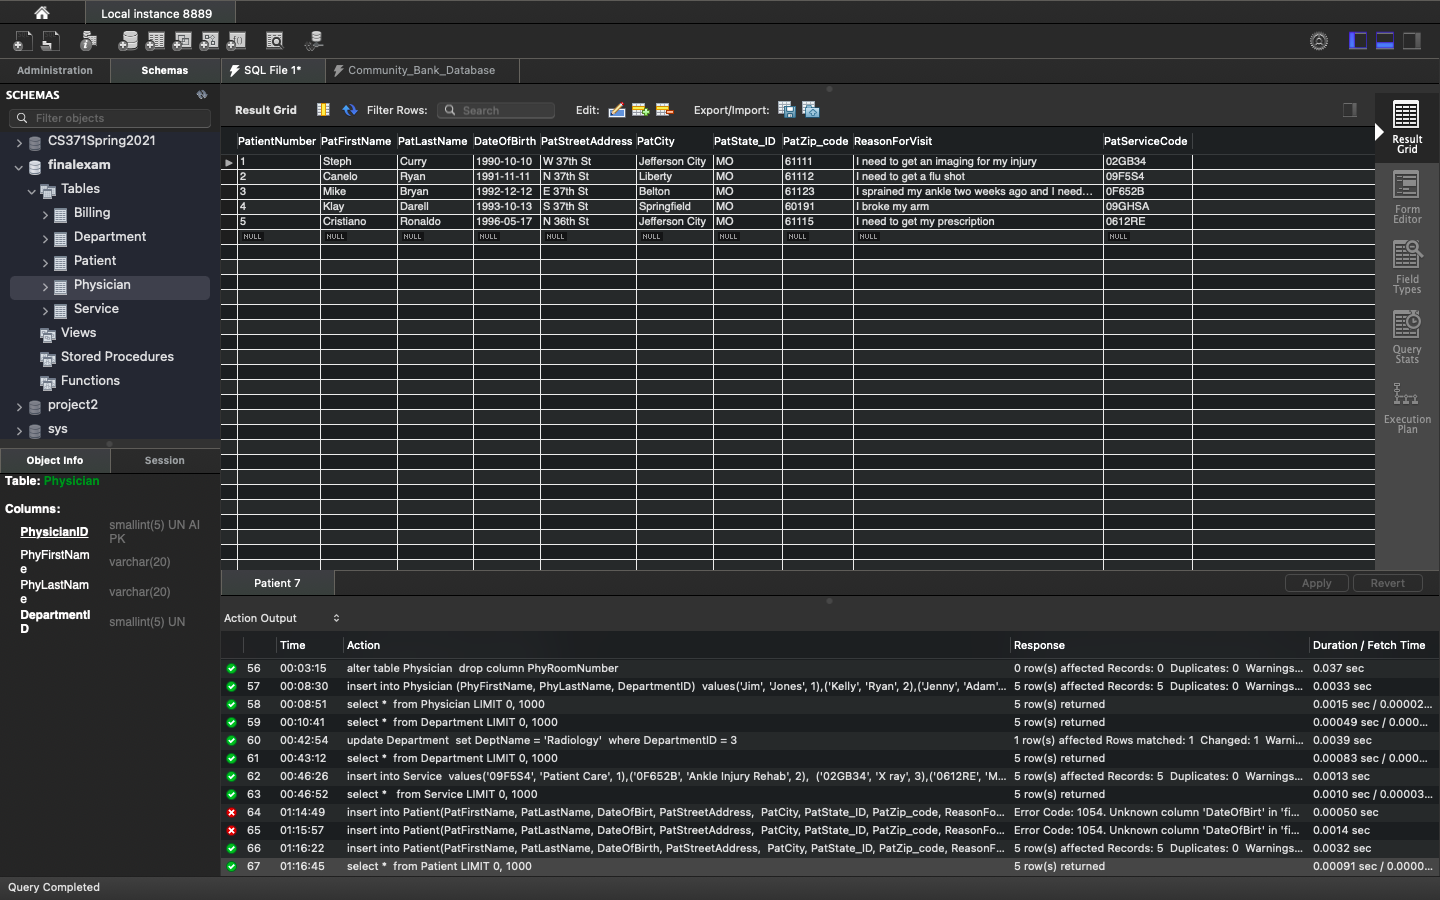 Local instance 8889
Administration Schemas SQL File 1* Community_Bank_Database
SCHEMAS
Filter objects
CS371Spring2021
finalexam
Tables
Billing
Department
Patient
Physician
Service
Views
Stored Procedures
Functions
project2
sys
Object Info Session
Table: Physician
Columns:
PhysicianID smallint(5) UN AI PK
PhyFirstName varchar(20)
PhyLastName varchar(20)
DepartmentID smallint(5) UN
Result Grid Filter Rows: Search Edit: Export/Import:
PatientNumber PatFirstName PatLastName DateOfBirth PatStreetAddress PatCity PatState_ID PatZip_code ReasonForVisit PatServiceCode
1 Steph Curry 1990-10-10 W 37th St Jefferson City MO 61111 I need to get an imaging for my injury 02GB34
2 Canelo Ryan 1991-11-11 N 37th St Liberty MO 61112 I need to get a flu shot 09F5S4
3 Mike Bryan 1992-12-12 E 37th St Belton MO 61123 I sprained my ankle two weeks ago and I need... 0F652B
4 Klay Darell 1993-10-13 S 37th St Springfield MO 60191 I broke my arm 09GHSA
5 Cristiano Ronaldo 1996-05-17 N 36th St Jefferson City MO 61115 I need to get my prescription 0612RE
NULL NULL NULL NULL NULL NULL NULL NULL NULL NULL
Result Grid
Form Editor
Field Types
Query Stats
Execution Plan
Patient 7 Apply Revert
Action Output
Time Action Response Duration / Fetch Time
56 00:03:15 alter table Physician drop column PhyRoomNumber 0 row(s) affected Records: 0 Duplicates: 0 Warnings... 0.037 sec
57 00:08:30 insert into Physician (PhyFirstName, PhyLastName, DepartmentID) values('Jim', 'Jones', 1),('Kelly', 'Ryan', 2),('Jenny', 'Adam'... 5 row(s) affected Records: 5 Duplicates: 0 Warnings... 0.0033 sec
58 00:08:51 select * from Physician LIMIT 0, 1000 5 row(s) returned 0.0015 sec / 0.00002...
59 00:10:41 select * from Department LIMIT 0, 1000 5 row(s) returned 0.00049 sec / 0.000...
60 00:42:54 update Department set DeptName = 'Radiology' where DepartmentID = 3 1 row(s) affected Rows matched: 1 Changed: 1 Warni... 0.0039 sec
61 00:43:12 select * from Department LIMIT 0, 1000 5 row(s) returned 0.00083 sec / 0.000...
62 00:46:26 insert into Service values('09F5S4', 'Patient Care', 1),('0F652B', 'Ankle Injury Rehab', 2), ('02GB34', 'X ray', 3),('0612RE', 'M... 5 row(s) affected Records: 5 Duplicates: 0 Warnings... 0.0013 sec
63 00:46:52 select * from Service LIMIT 0, 1000 5 row(s) returned 0.0010 sec / 0.00003...
64 01:14:49 insert into Patient(PatFirstName, PatLastName, DateOfBirt, PatStreetAddress, PatCity, PatState_ID, PatZip_code, ReasonFo... Error Code: 1054. Unknown column 'DateOfBirt' in 'fi... 0.00050 sec
65 01:15:57 insert into Patient(PatFirstName, PatLastName, DateOfBirt, PatStreetAddress, PatCity, PatState_ID, PatZip_code, ReasonFo... Error Code: 1054. Unknown column 'DateOfBirt' in 'fi... 0.0014 sec
66 01:16:22 insert into Patient(PatFirstName, PatLastName, DateOfBirth, PatStreetAddress, PatCity, PatState_ID, PatZip_code, ReasonF... 5 row(s) affected Records: 5 Duplicates: 0 Warnings... 0.0032 sec
67 01:16:45 select * from Patient LIMIT 0, 1000 5 row(s) returned 0.00091 sec / 0.0000...
Query Completed